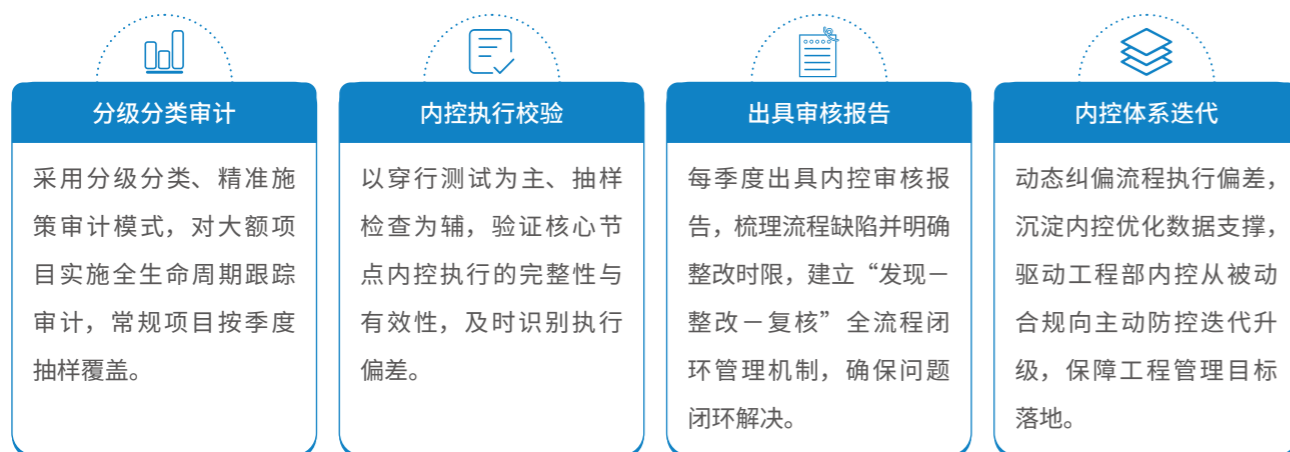 分级分类审计
采用分级分类、精准施
策审计模式，对大额项
目实施全生命周期跟踪
审计，常规项目按季度
抽样覆盖。
内控执行校验
以穿行测试为主、抽样
检查为辅，验证核心节
点内控执行的完整性与
有效性，及时识别执行
偏差。
出具审核报告
每季度出具内控审核报
告，梳理流程缺陷并明确
整改时限，建立“发现－
整改－复核”全流程闭
环管理机制，确保问题
闭环解决。
内控体系迭代
动态纠偏流程执行偏差，
沉淀内控优化数据支撑，
驱动工程部内控从被动
合规向主动防控迭代升
级，保障工程管理目标
落地。